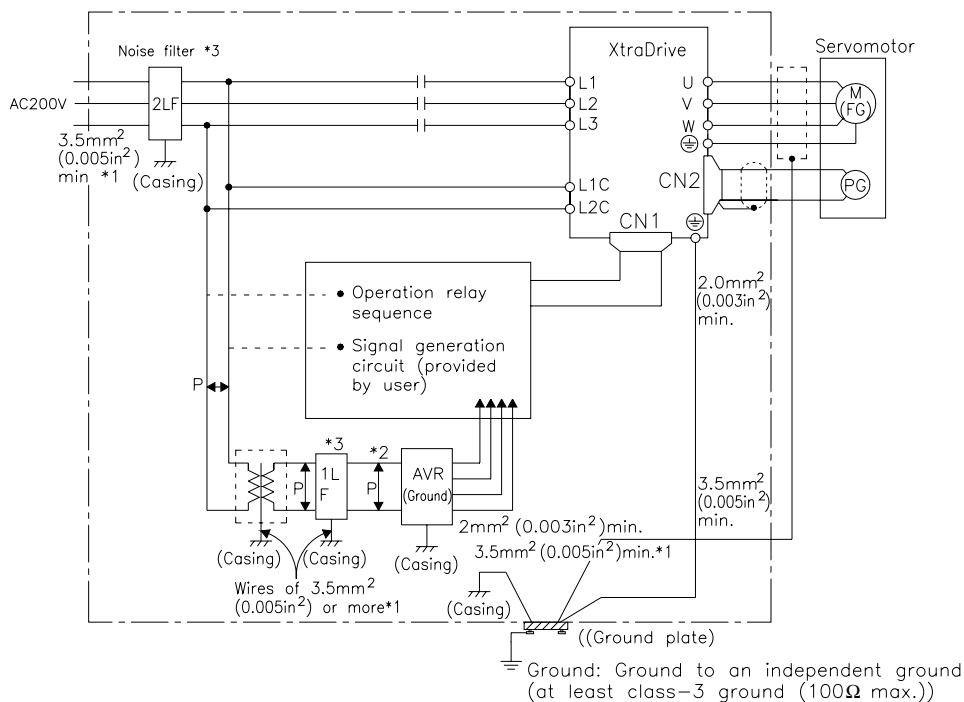 Noise filter *3
XtraDrive
Servomotor
AC200V
2LF
L1
L2
L3
U
V
W
M
(FG)
3.5mm²
(0.005in²)
min *1
(Casing)
L1C
L2C
CN2
PG
CN1
Operation relay
sequence
Signal generation
circuit (provided
by user)
2.0mm²
(0.003in²)
min.
P
*3
*2
1L
F
P
P
AVR
(Ground)
3.5mm²
(0.005in²)
min.
2mm² (0.003in²)min.
3.5mm² (0.005in²)min.*1
(Casing)
(Casing)
(Casing)
Wires of 3.5mm²
(0.005in²) or more*1
(Casing)
((Ground plate)
Ground: Ground to an independent ground
(at least class-3 ground (100Ω max.))